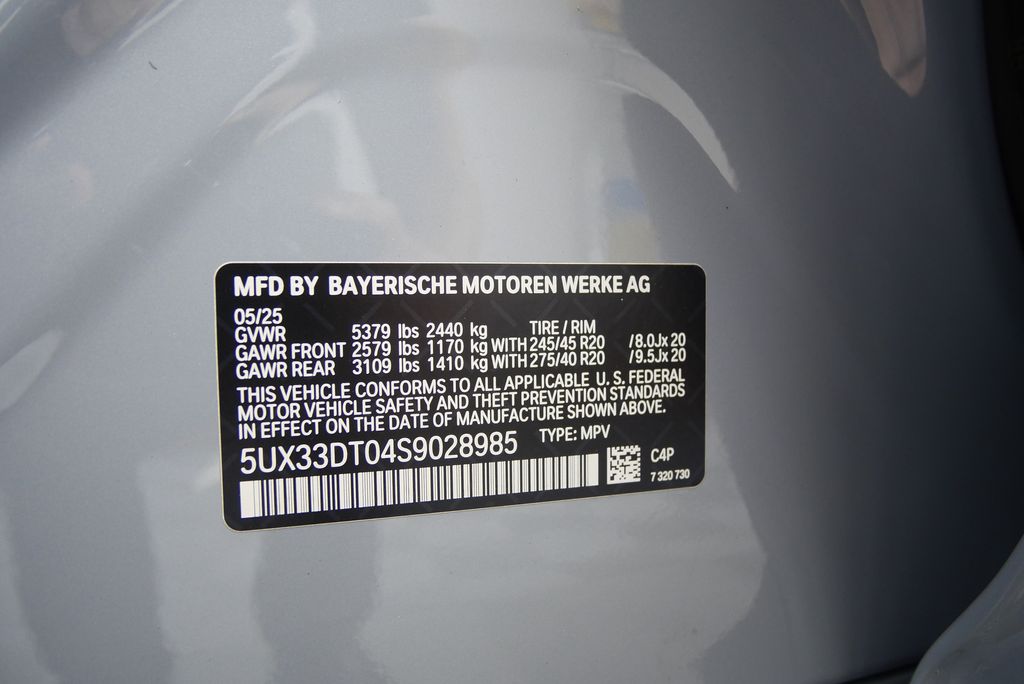 MFD BY BAYERISCHE MOTOREN WERKE AG
05/25
GVWR 5379 lbs 2440 kg TIRE / RIM
GAWR FRONT 2579 lbs 1170 kg WITH 245/45 R20 /8.0Jx 20
GAWR REAR 3109 lbs 1410 kg WITH 275/40 R20 /9.5Jx 20
THIS VEHICLE CONFORMS TO ALL APPLICABLE U. S. FEDERAL
MOTOR VEHICLE SAFETY AND THEFT PREVENTION STANDARDS
IN EFFECT ON THE DATE OF MANUFACTURE SHOWN ABOVE.
5UX33DT04S9028985 TYPE: MPV
C4P
7 320 730